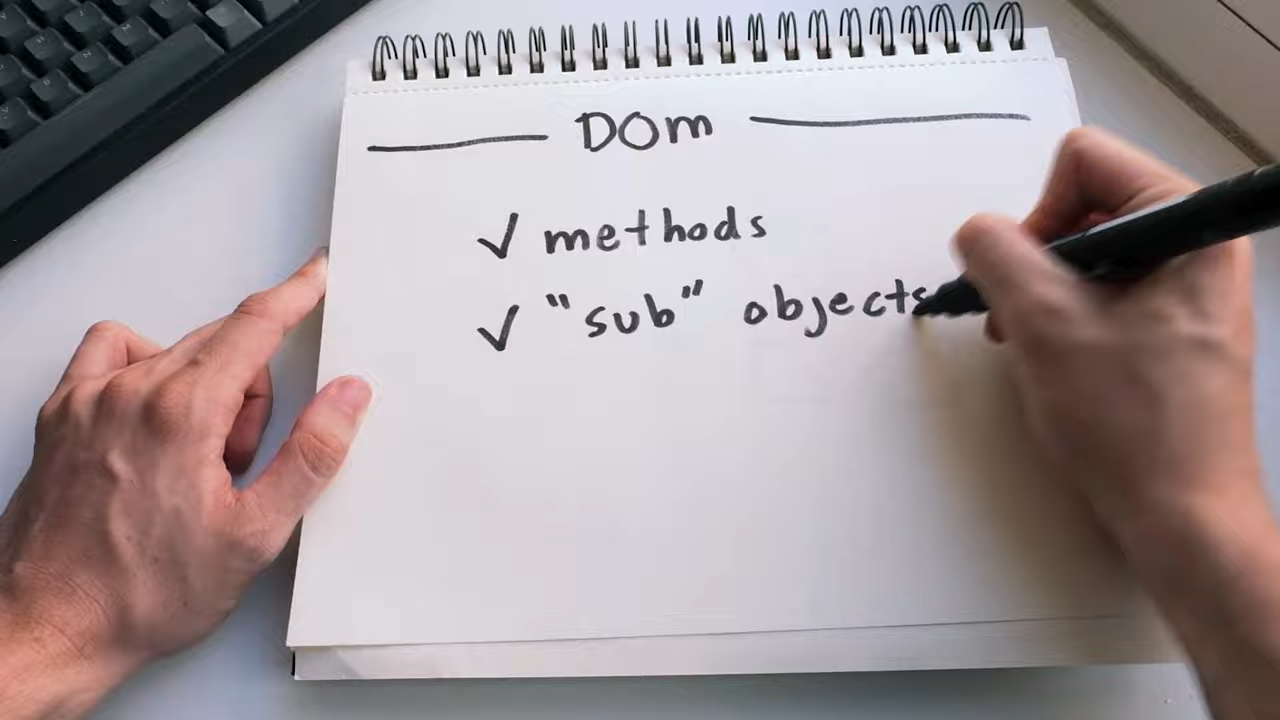 DOm
✓ methods
✓ "sub" objects